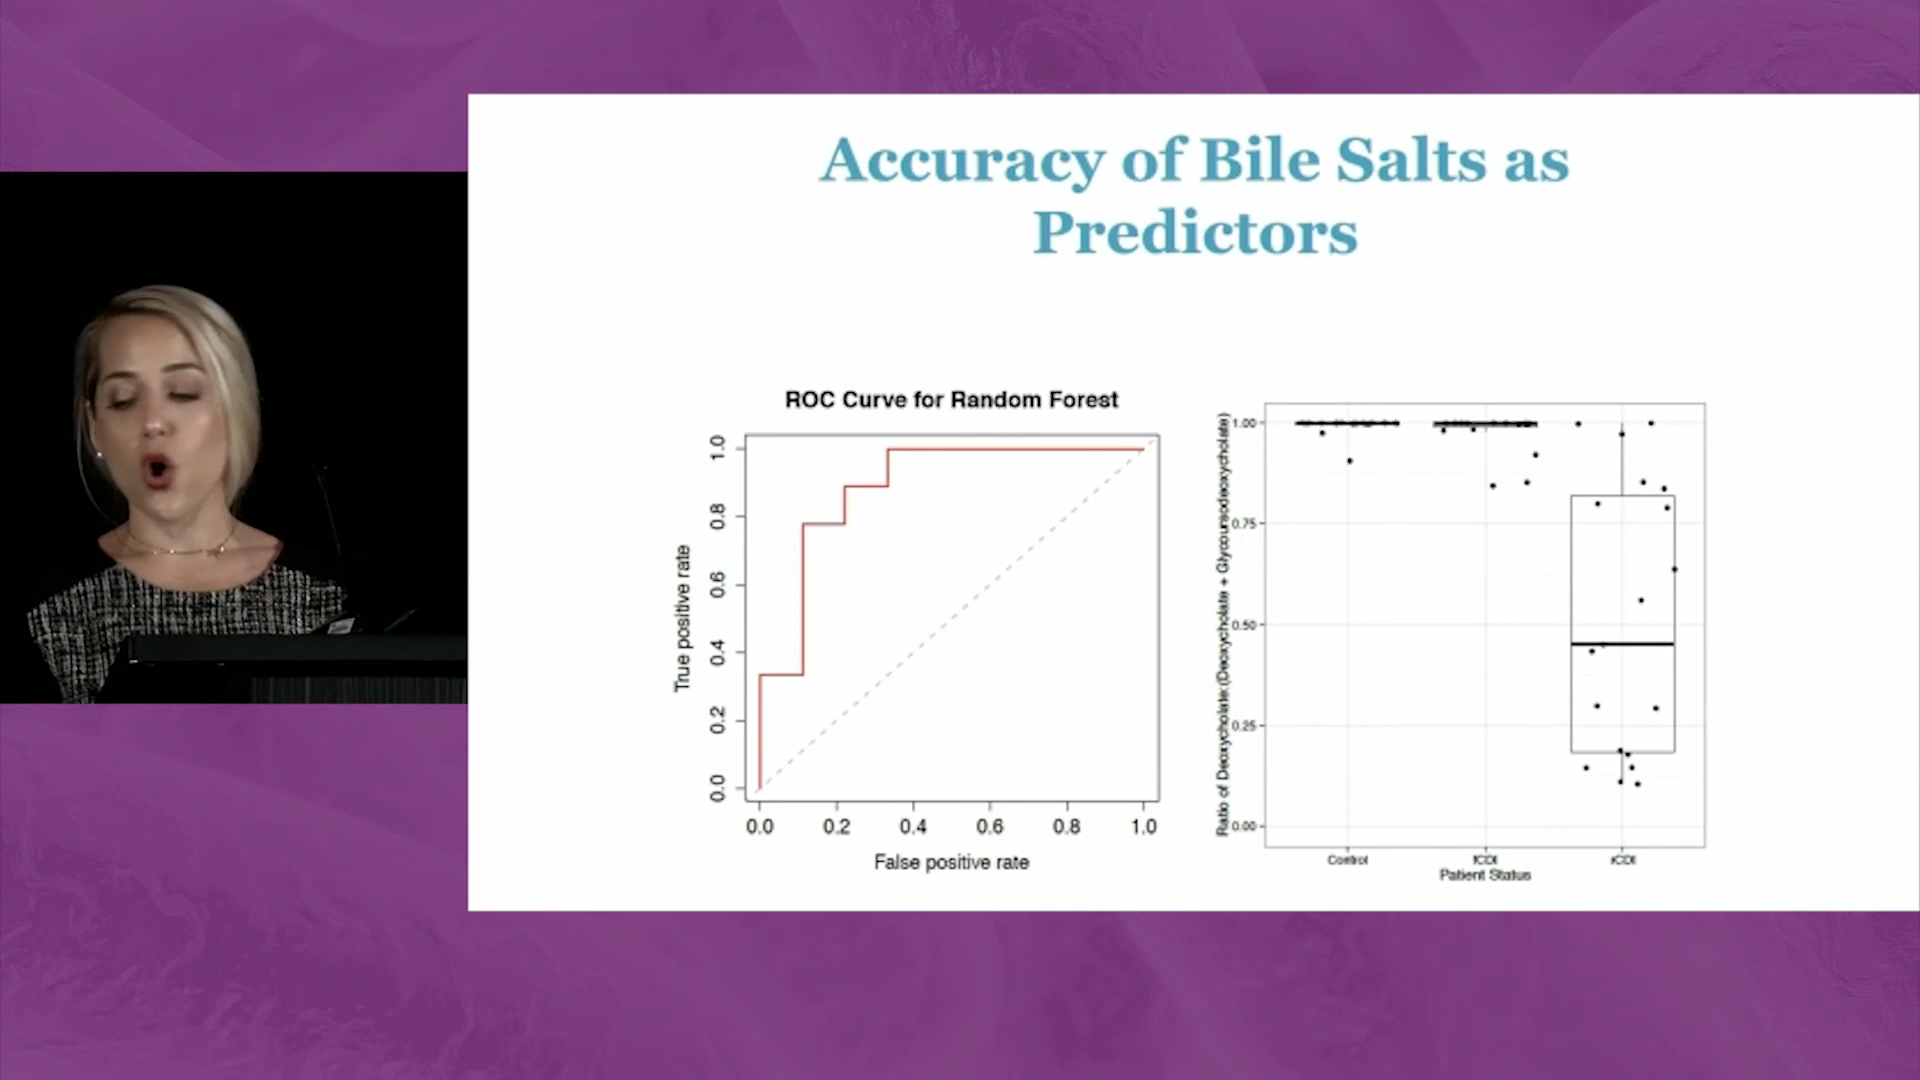 Accuracy of Bile Salts as
Predictors
ROC Curve for Random Forest
True positive rate
1.0
0.8
0.6
0.4
0.2
0.0
0.0 0.2 0.4 0.6 0.8 1.0
False positive rate
Ratio of Deoxycholate:(Deoxycholate + Glycoursodeoxycholate)
1.00
0.75
0.50
0.25
0.00
Control fCDI rCDI
Patient Status